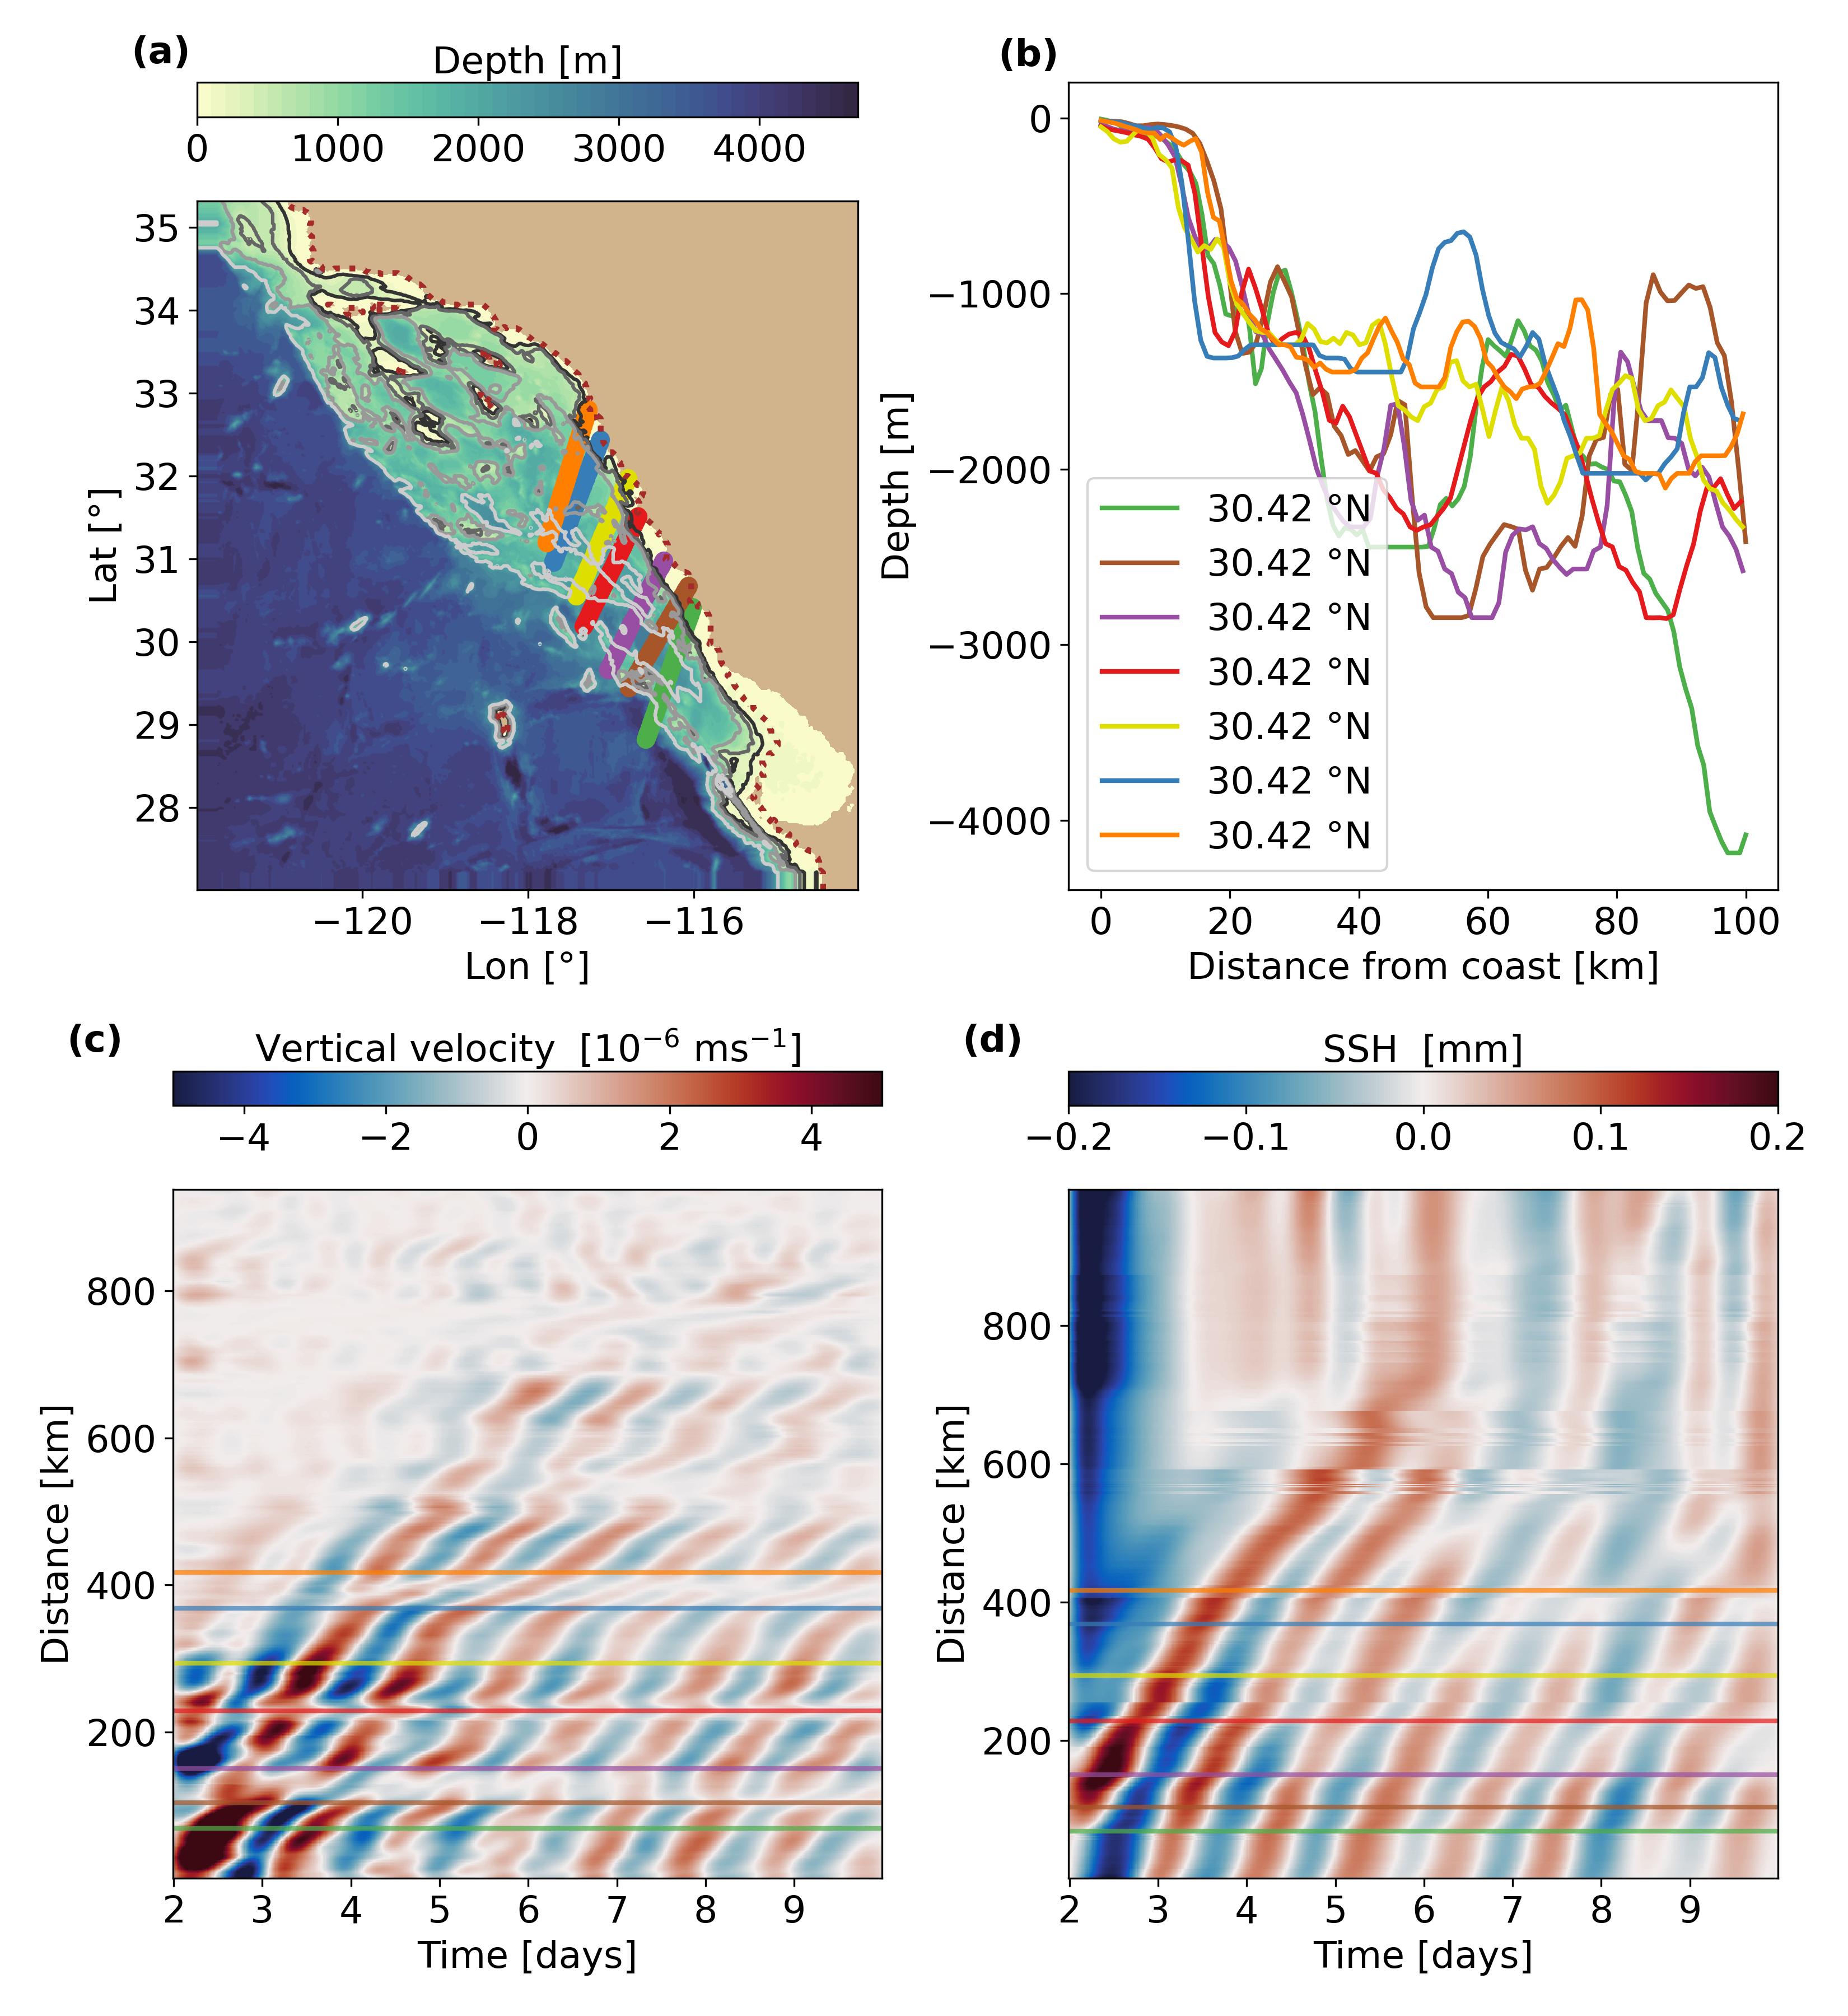 (a)
Depth [m]
0 1000 2000 3000 4000
35
34
33
32
31
30
29
28
Lat [°]
−120 −118 −116
Lon [°]
(b)
0
−1000
−2000
−3000
−4000
Depth [m]
30.42 °N
30.42 °N
30.42 °N
30.42 °N
30.42 °N
30.42 °N
30.42 °N
0 20 40 60 80 100
Distance from coast [km]
(c)
Vertical velocity [10⁻⁶ ms⁻¹]
−4 −2 0 2 4
800
600
400
200
Distance [km]
2 3 4 5 6 7 8 9
Time [days]
(d)
SSH [mm]
−0.2 −0.1 0.0 0.1 0.2
800
600
400
200
Distance [km]
2 3 4 5 6 7 8 9
Time [days]